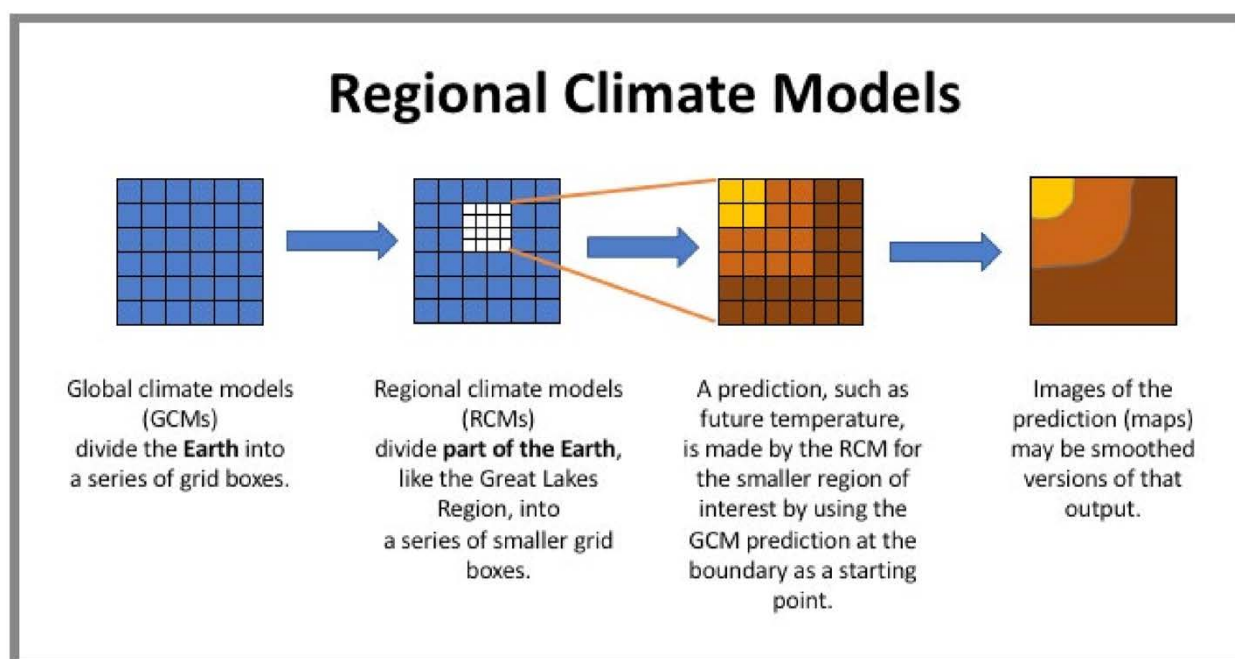 Regional Climate Models
Global climate models
(GCMs)
divide the Earth into
a series of grid boxes.
Regional climate models
(RCMs)
divide part of the Earth,
like the Great Lakes
Region, into
a series of smaller grid
boxes.
A prediction, such as
future temperature,
is made by the RCM for
the smaller region of
interest by using the
GCM prediction at the
boundary as a starting
point.
Images of the
prediction (maps)
may be smoothed
versions of that
output.